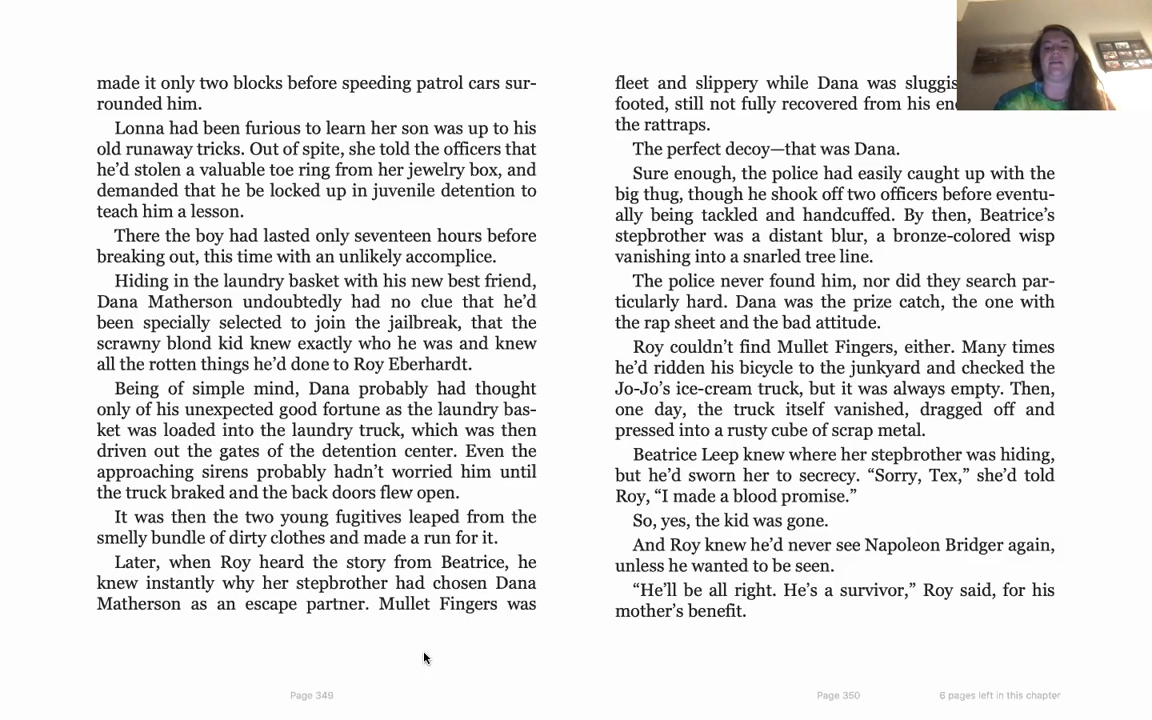 made it only two blocks before speeding patrol cars sur-
rounded him.
Lonna had been furious to learn her son was up to his
old runaway tricks. Out of spite, she told the officers that
he’d stolen a valuable toe ring from her jewelry box, and
demanded that he be locked up in juvenile detention to
teach him a lesson.
There the boy had lasted only seventeen hours before
breaking out, this time with an unlikely accomplice.
Hiding in the laundry basket with his new best friend,
Dana Matherson undoubtedly had no clue that he’d
been specially selected to join the jailbreak, that the
scrawny blond kid knew exactly who he was and knew
all the rotten things he’d done to Roy Eberhardt.
Being of simple mind, Dana probably had thought
only of his unexpected good fortune as the laundry bas-
ket was loaded into the laundry truck, which was then
driven out the gates of the detention center. Even the
approaching sirens probably hadn’t worried him until
the truck braked and the back doors flew open.
It was then the two young fugitives leaped from the
smelly bundle of dirty clothes and made a run for it.
Later, when Roy heard the story from Beatrice, he
knew instantly why her stepbrother had chosen Dana
Matherson as an escape partner. Mullet Fingers was
Page 349
fleet and slippery while Dana was
footed, still not fully recovered from his
the rattraps.
The perfect decoy—that was Dana.
Sure enough, the police had easily caught up with the
big thug, though he shook off two officers before eventu-
ally being tackled and handcuffed. By then, Beatrice’s
stepbrother was a distant blur, a bronze-colored wisp
vanishing into a snarled tree line.
The police never found him, nor did they search par-
ticularly hard. Dana was the prize catch, the one with
the rap sheet and the bad attitude.
Roy couldn’t find Mullet Fingers, either. Many times
he’d ridden his bicycle to the junkyard and checked the
Jo-Jo’s ice-cream truck, but it was always empty. Then,
one day, the truck itself vanished, dragged off and
pressed into a rusty cube of scrap metal.
Beatrice Leep knew where her stepbrother was hiding,
but he’d sworn her to secrecy. “Sorry, Tex,” she’d told
Roy, “I made a blood promise.”
So, yes, the kid was gone.
And Roy knew he’d never see Napoleon Bridger again,
unless he wanted to be seen.
“He’ll be all right. He’s a survivor,” Roy said, for his
mother’s benefit.
Page 350
6 pages left in this chapter